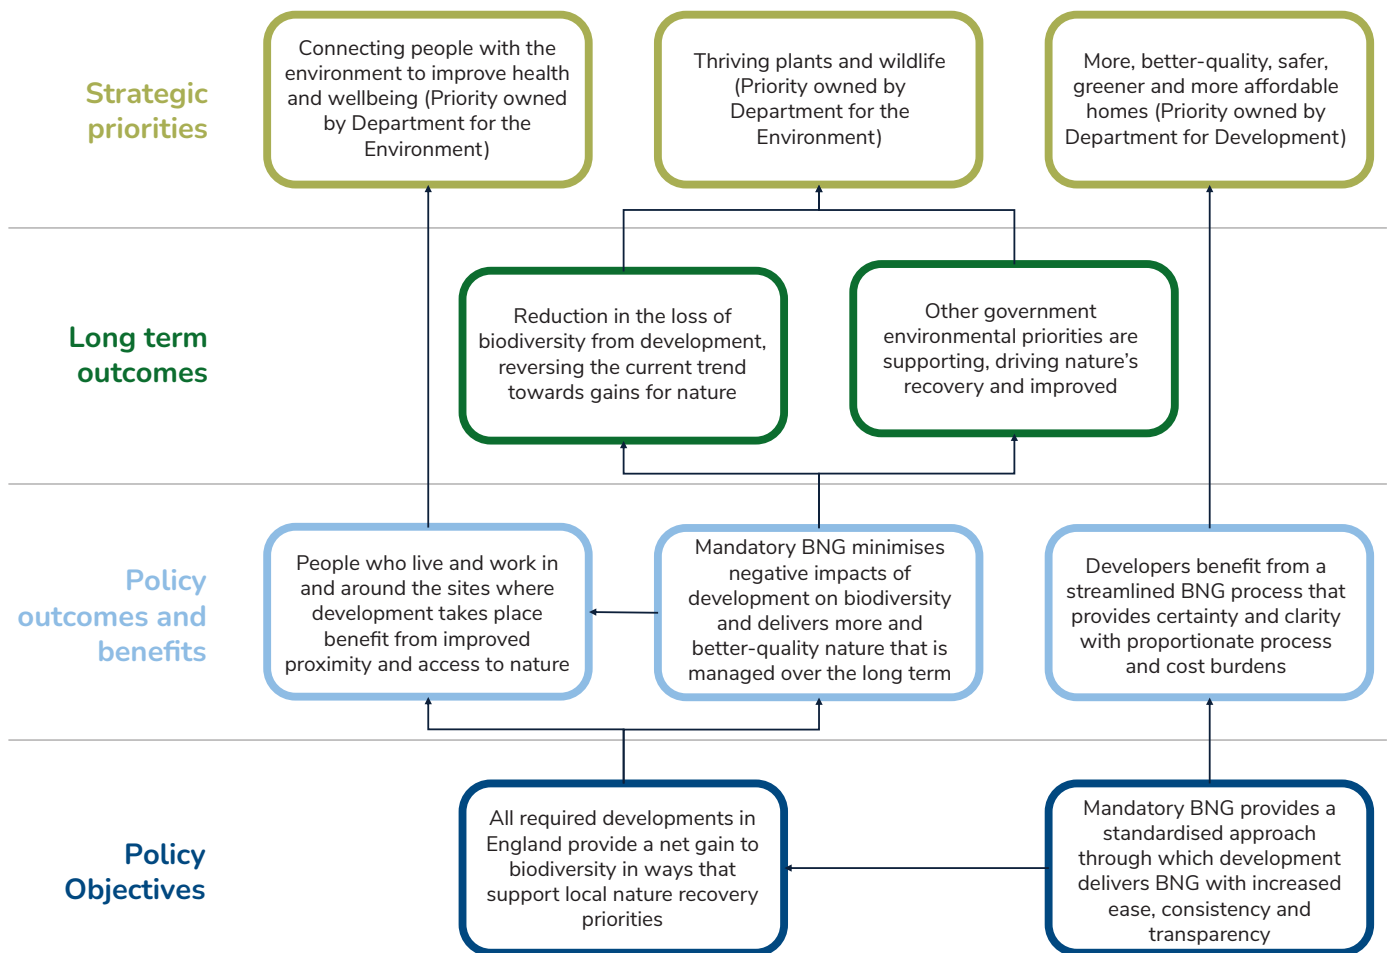 Strategic
priorities
Connecting people with the
environment to improve health
and wellbeing (Priority owned
by Department for the
Environment)
Thriving plants and wildlife
(Priority owned by
Department for the
Environment)
More, better-quality, safer,
greener and more affordable
homes (Priority owned by
Department for Development)
Long term
outcomes
Reduction in the loss of
biodiversity from development,
reversing the current trend
towards gains for nature
Other government
environmental priorities are
supporting, driving nature’s
recovery and improved
Policy
outcomes and
benefits
People who live and work in
and around the sites where
development takes place
benefit from improved
proximity and access to nature
Mandatory BNG minimises
negative impacts of
development on biodiversity
and delivers more and
better-quality nature that is
managed over the long term
Developers benefit from a
streamlined BNG process that
provides certainty and clarity
with proportionate process
and cost burdens
Policy
Objectives
All required developments in
England provide a net gain to
biodiversity in ways that
support local nature recovery
priorities
Mandatory BNG provides a
standardised approach
through which development
delivers BNG with increased
ease, consistency and
transparency